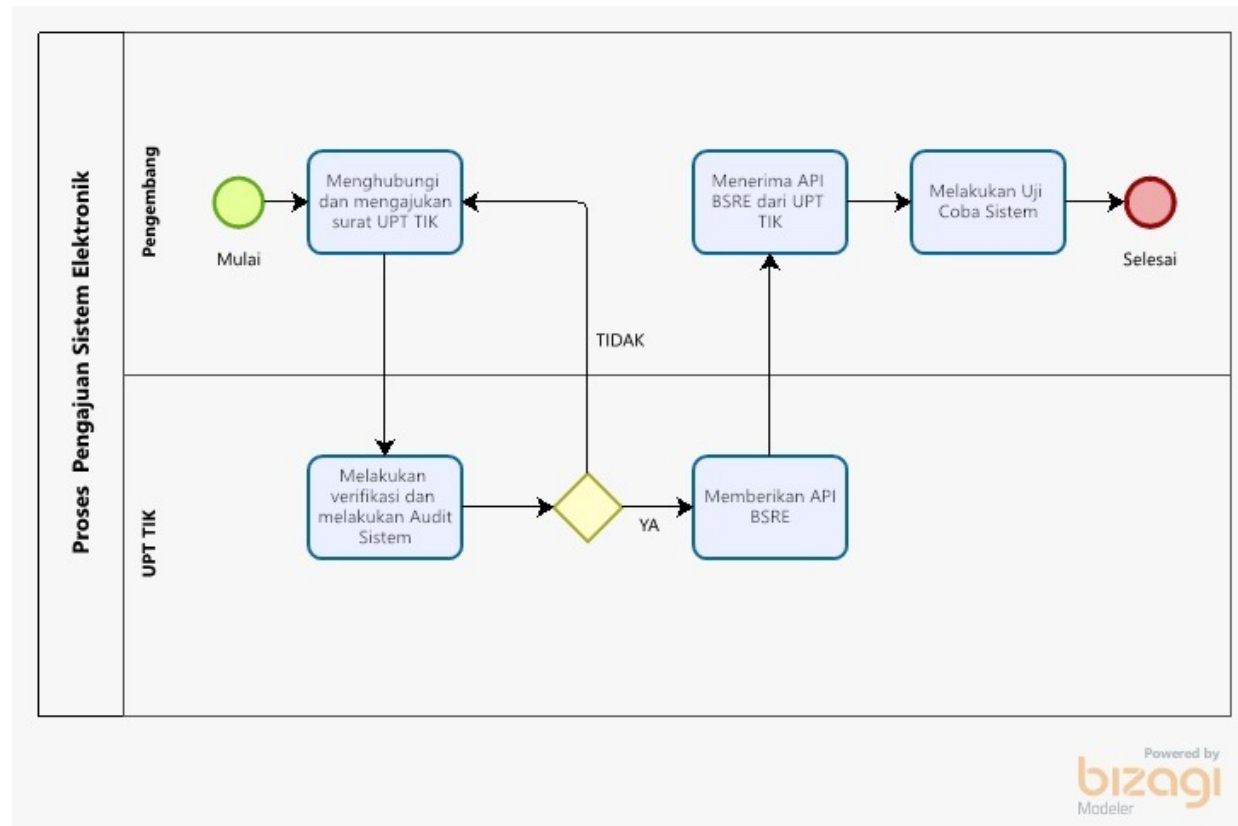 Proses Pengajuan Sistem Elektronik
Pengembang
Mulai
Menghubungi
dan mengajukan
surat UPT TIK
Menerima API
BSRE dari UPT
TIK
Melakukan Uji
Coba Sistem
Selesai
TIDAK
UPT TIK
Melakukan
verifikasi dan
melakukan Audit
Sistem
YA
Memberikan API
BSRE
Powered by
bizagi
Modeler